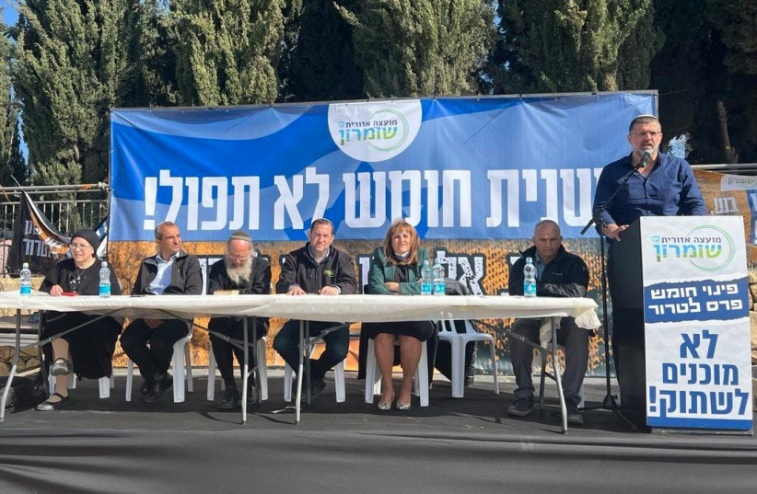 מועצה אזורית
שומרון
שנית חומש לא תפול!
מועצה אזורית
שומרון
פינוי חומש
פרס לטרור
לא
מוכנים
לשתוק!